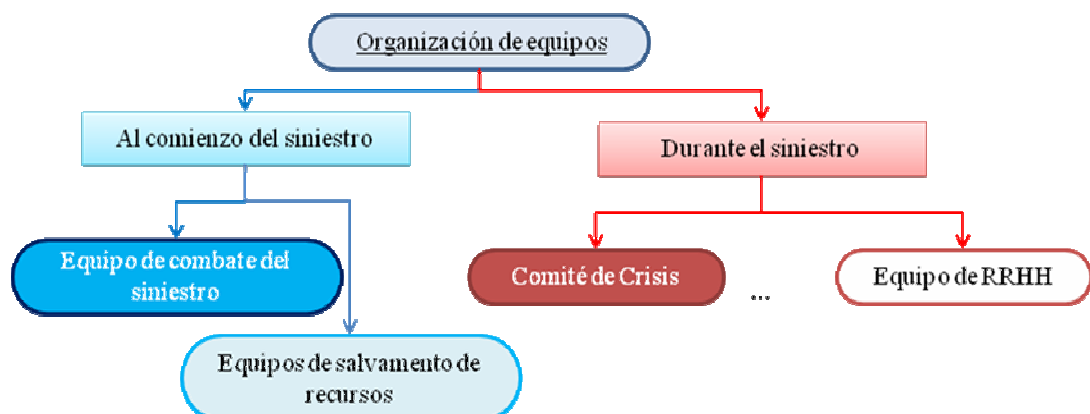 Organización de equipos
Al comienzo del siniestro
Durante el siniestro
Equipo de combate del
siniestro
Comité de Crisis
...
Equipo de RRHH
Equipos de salvamento de
recursos